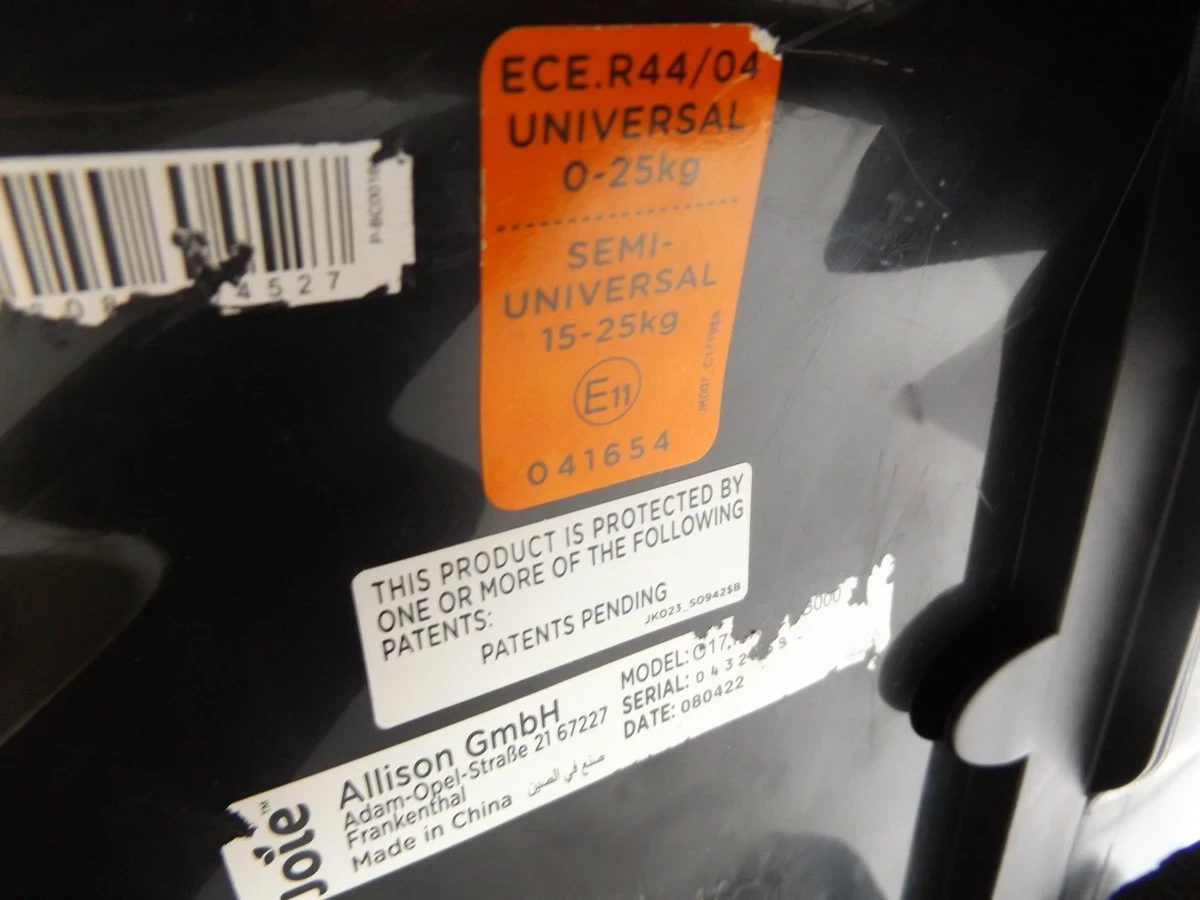 ECE.R44/04
UNIVERSAL
0-25kg
SEMI-
UNIVERSAL
15-25kg
E11
041654
4527
THIS PRODUCT IS PROTECTED BY
ONE OR MORE OF THE FOLLOWING
PATENTS:
PATENTS PENDING
Joie™
Allison GmbH
Adam-Opel-Straße 21 67227
Frankenthal
Made in China صنع في الصين
MODEL:
SERIAL: 0432
DATE: 080422